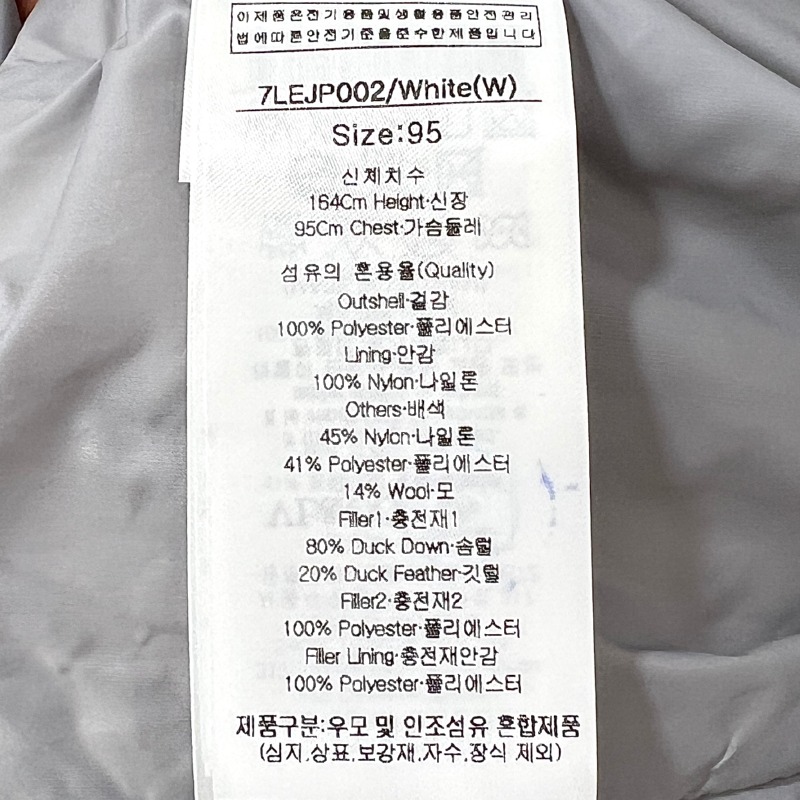 이제품은전기용품및생활용품안전관리
법에따른안전기준을준수한제품입니다
7LEJP002/White(W)
Size:95
신체치수
164Cm Height·신장
95Cm Chest·가슴둘레
섬유의 혼용율(Quality)
Outshell·겉감
100% Polyester·폴리에스터
Lining·안감
100% Nylon·나일론
Others·배색
45% Nylon·나일론
41% Polyester·폴리에스터
14% Wool·모
Filler1·충전재1
80% Duck Down·솜털
20% Duck Feather·깃털
Filler2·충전재2
100% Polyester·폴리에스터
Filler Lining·충전재안감
100% Polyester·폴리에스터
제품구분:우모 및 인조섬유 혼합제품
(심지,상표,보강재,자수,장식 제외)